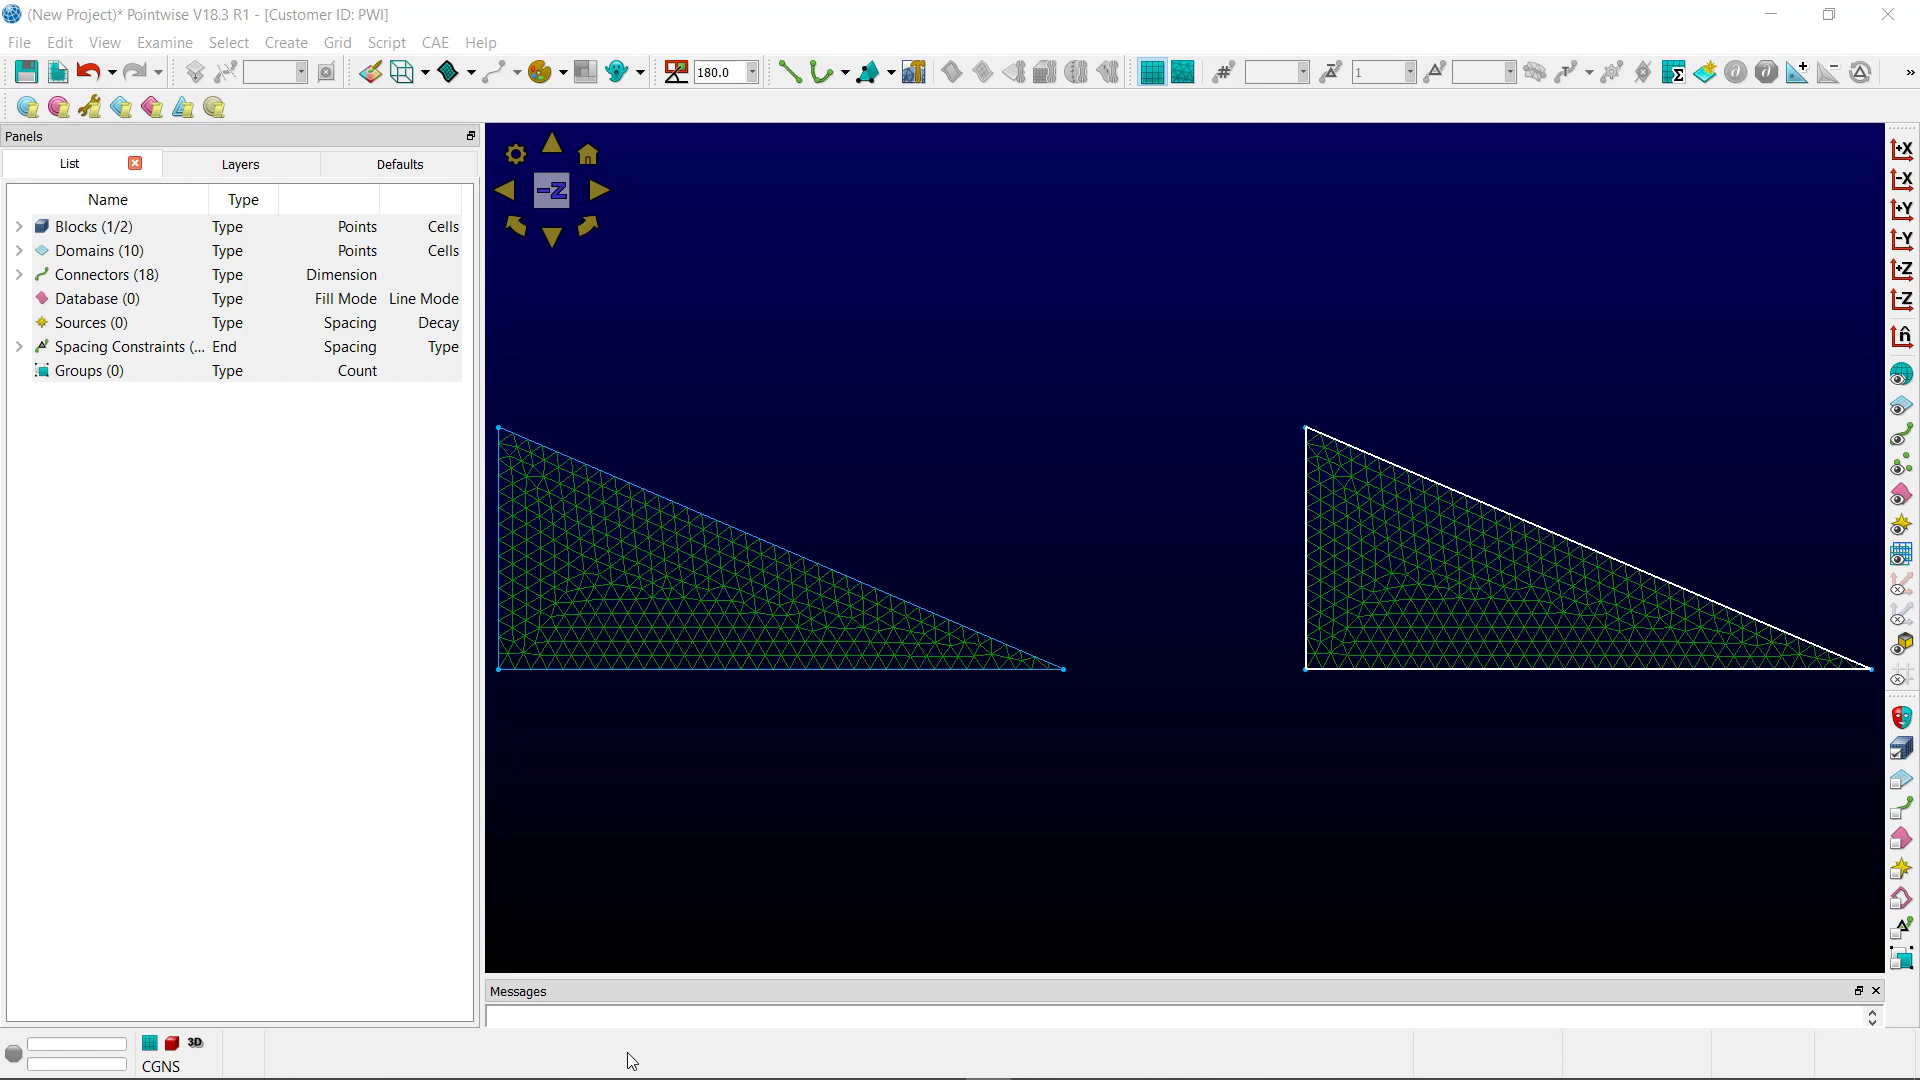 (New Project)* Pointwise V18.3 R1 - [Customer ID: PWI]
File Edit View Examine Select Create Grid Script CAE Help
180.0 1
Panels
List Layers Defaults
Name Type
Blocks (1/2) Type Points Cells
Domains (10) Type Points Cells
Connectors (18) Type Dimension
Database (0) Type Fill Mode Line Mode
Sources (0) Type Spacing Decay
Spacing Constraints (... End Spacing Type
Groups (0) Type Count
-Z
+X
-X
+Y
-Y
+Z
-Z
n̂
Messages
3D
CGNS